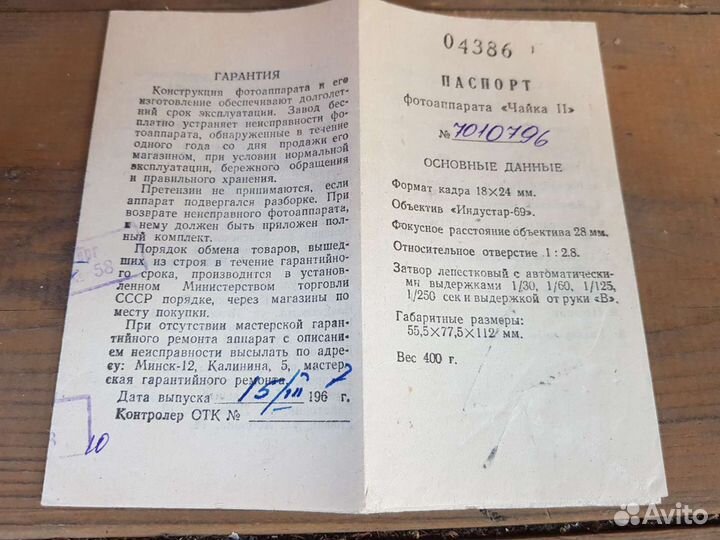 ГАРАНТИЯ
Конструкция фотоаппарата и его
изготовление обеспечивают долголет-
ний срок эксплуатации. Завод бес-
платно устраняет неисправности фо-
тоаппарата, обнаруженные в течение
одного года со дня продажи его
магазином, при условии нормальной
эксплуатации, бережного обращения
и правильного хранения.
Претензии не принимаются, если
аппарат подвергался разборке. При
возврате неисправного фотоаппарата,
к нему должен быть приложен пол-
ный комплект.
Порядок обмена товаров, вышед-
ших из строя в течение гарантийно-
го срока, производится в установ-
ленном Министерством торговли
СССР порядке, через магазины по
месту покупки.
При отсутствии мастерской гаран-
тийного ремонта аппарат с описани-
ем неисправности высылать по адре-
су: Минск-12, Калинина, 5, мастер-
ская гарантийного ремонта.
Дата выпуска 15/III 1967 г.
Контролер ОТК №
58
10
04386
ПАСПОРТ
фотоаппарата «Чайка II»
№ 7010796
ОСНОВНЫЕ ДАННЫЕ
Формат кадра 18×24 мм.
Объектив «Индустар-69».
Фокусное расстояние объектива 28 мм.
Относительное отверстие 1 : 2.8.
Затвор лепестковый с автоматически-
ми выдержками 1/30, 1/60, 1/125,
1/250 сек и выдержкой от руки «В».
Габаритные размеры:
55,5×77,5×112 мм.
Вес 400 г.
Avito